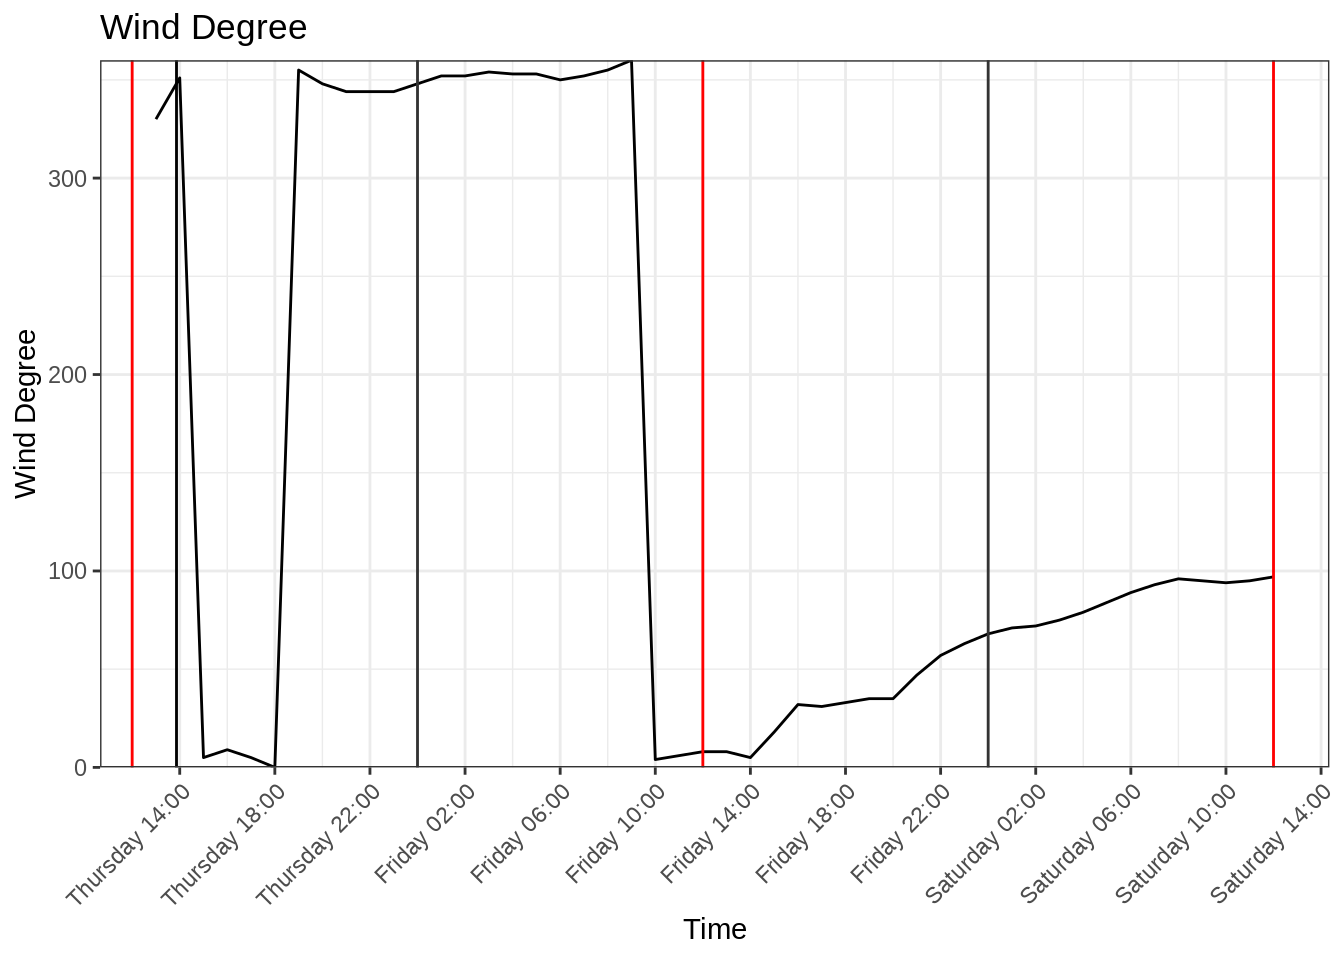 Wind Degree
Wind Degree
300
200
100
0
Thursday 14:00
Thursday 18:00
Thursday 22:00
Friday 02:00
Friday 06:00
Friday 10:00
Friday 14:00
Friday 18:00
Friday 22:00
Saturday 02:00
Saturday 06:00
Saturday 10:00
Saturday 14:00
Time